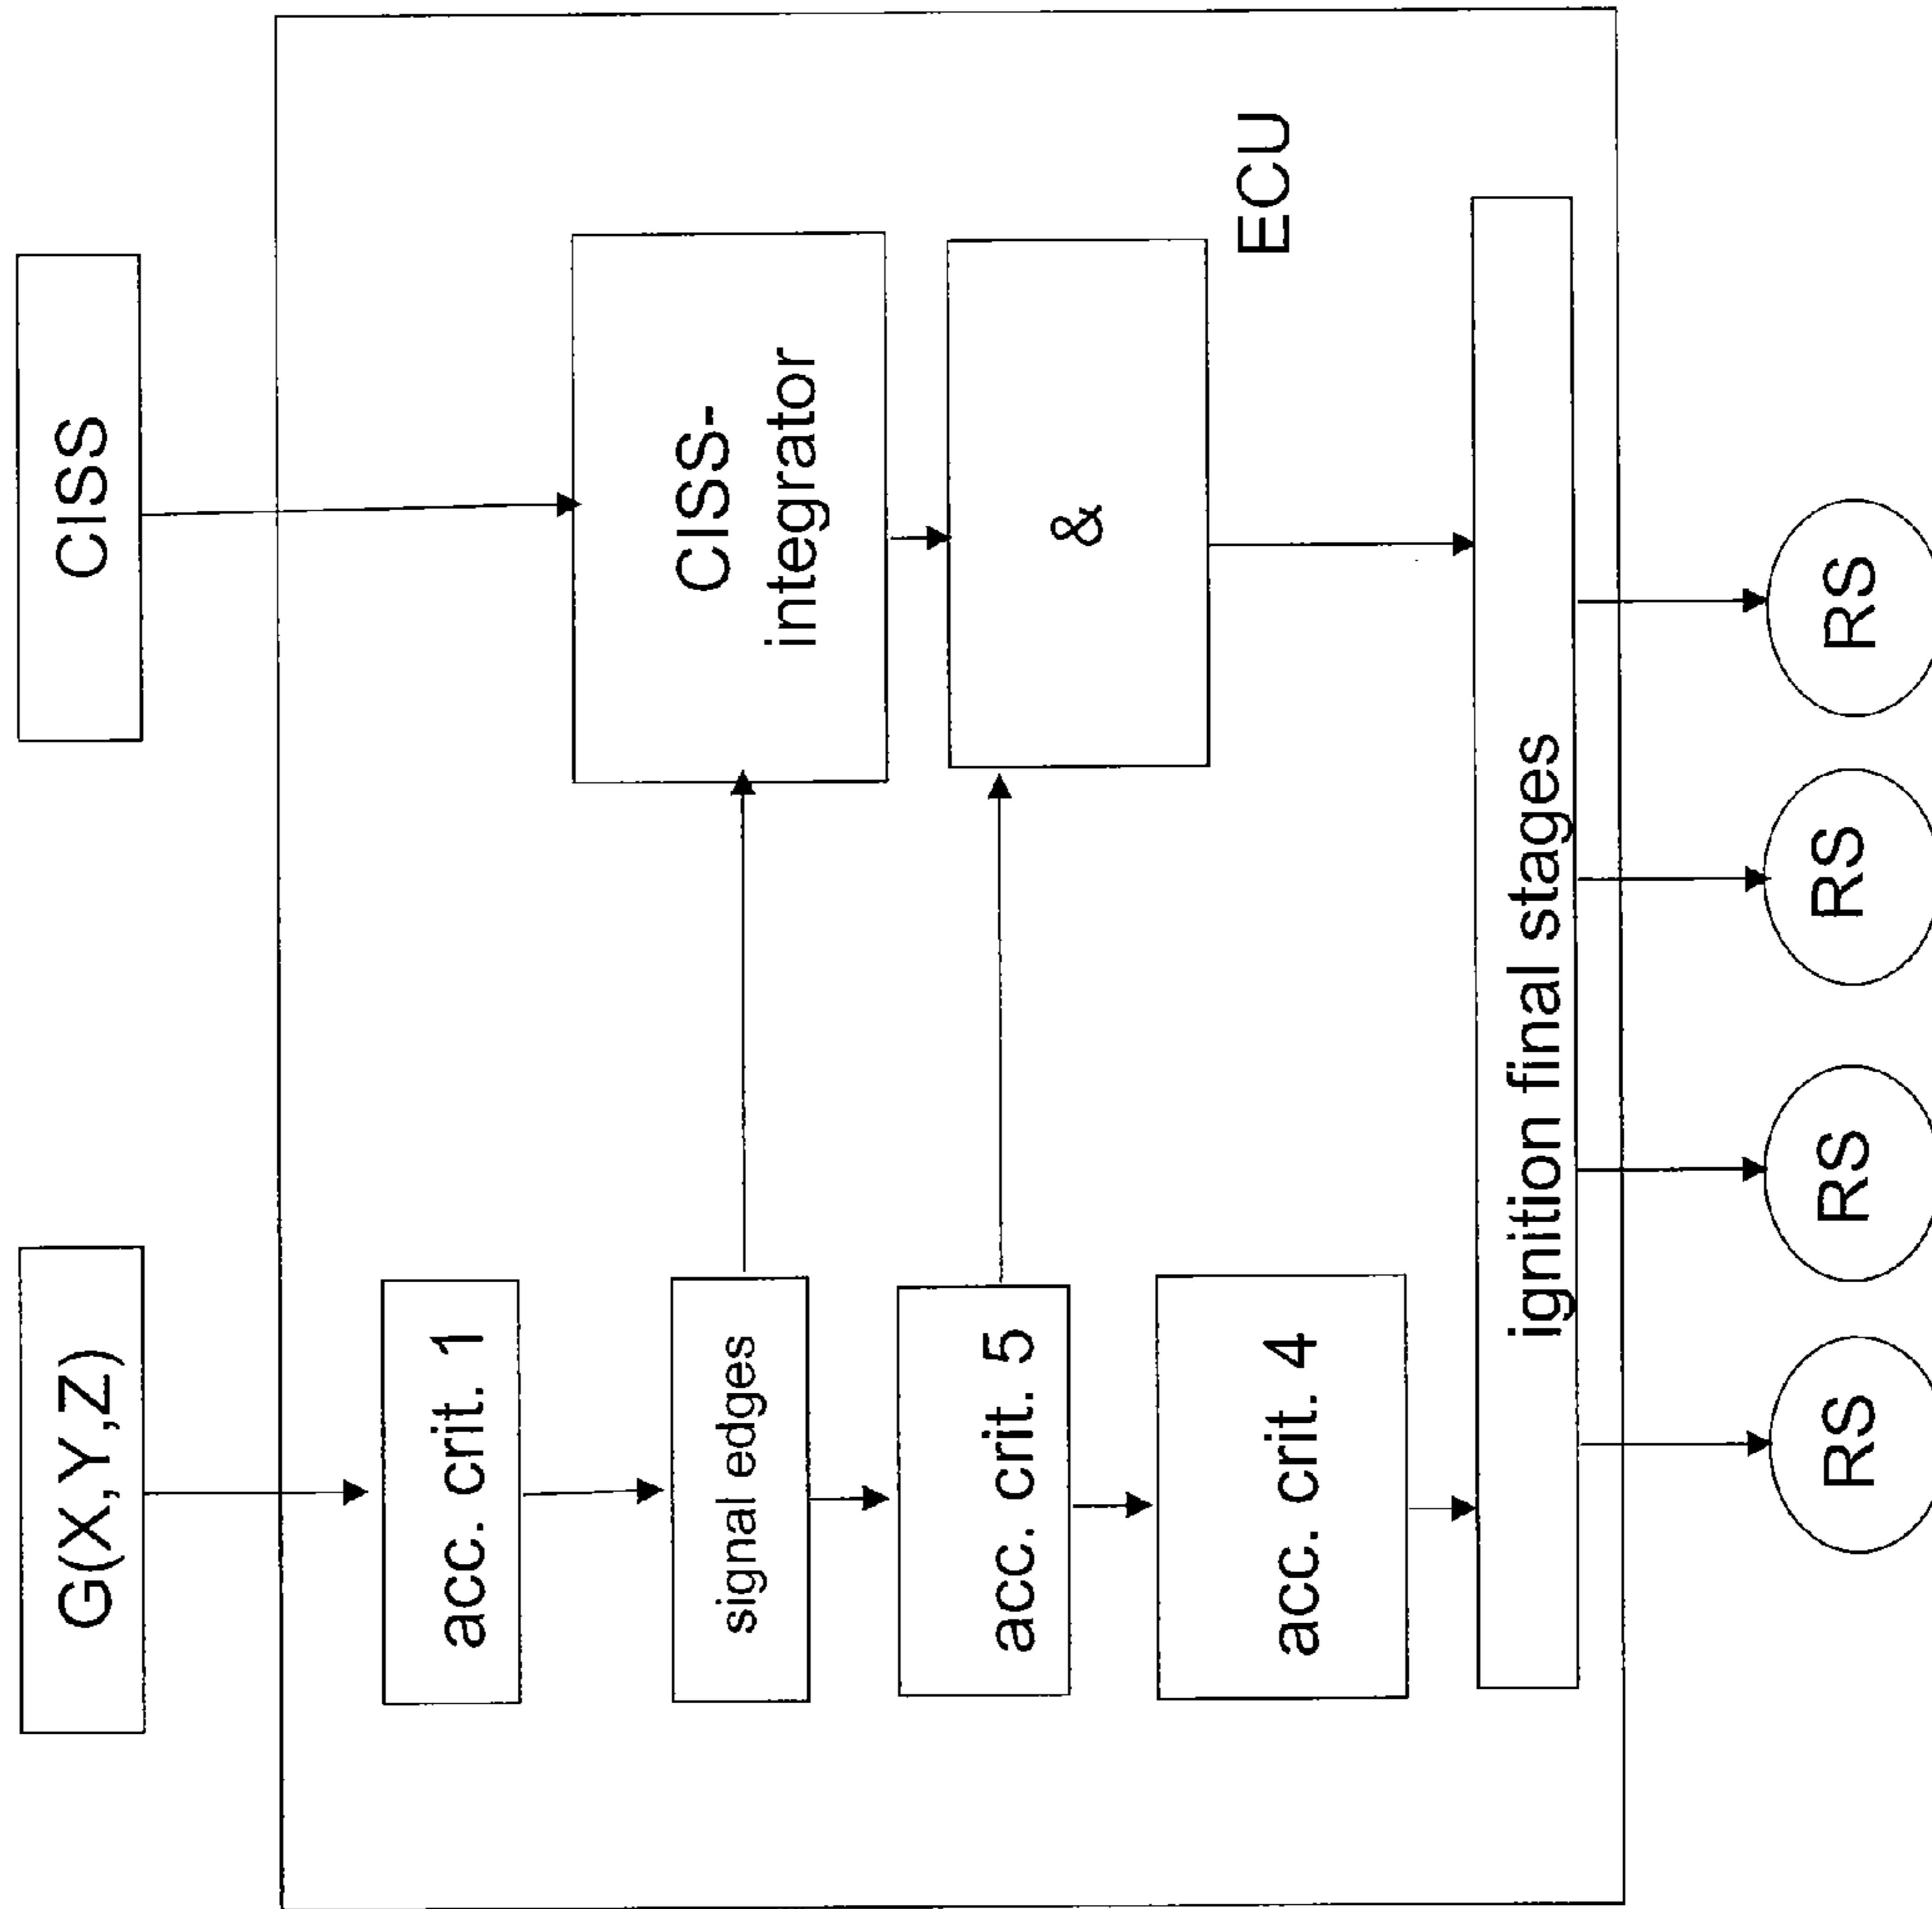 G(X,Y,Z)
CISS
acc. crit. 1
signal edges
CISS-
integrator
acc. crit. 5
&
acc. crit. 4
ECU
ignition final stages
RS
RS
RS
RS